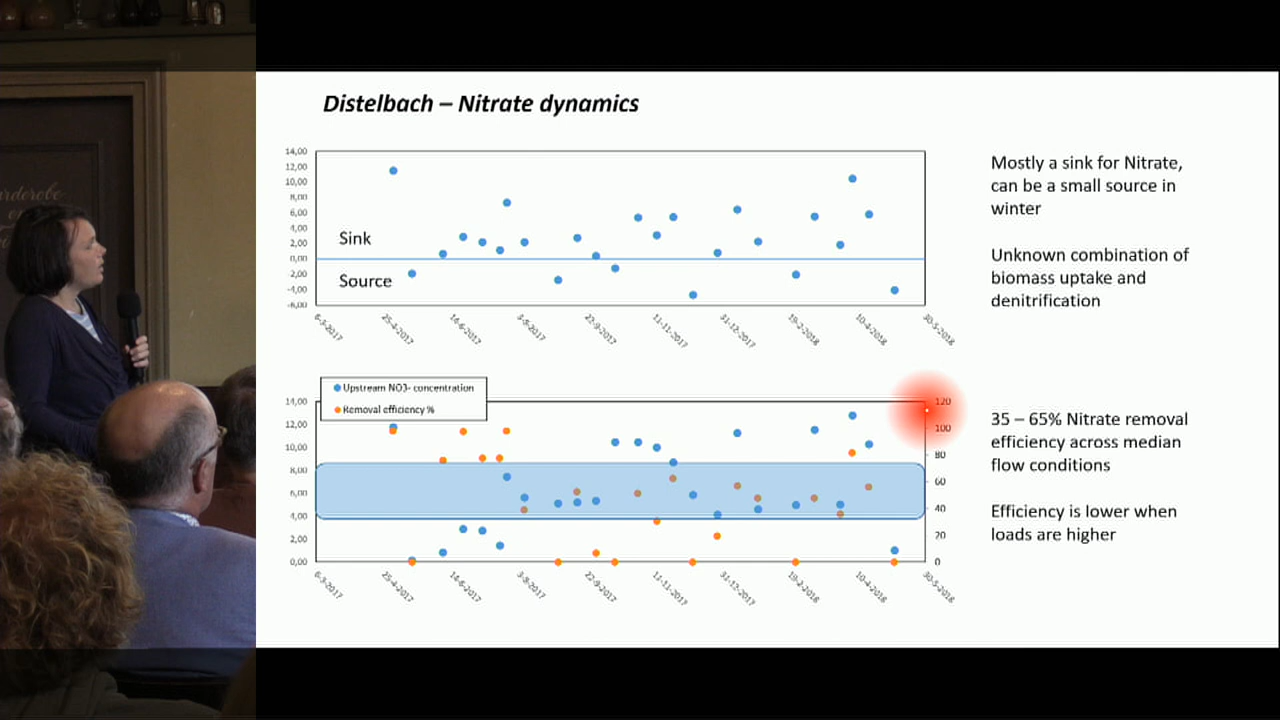 Distelbach – Nitrate dynamics
14,00
12,00
10,00
8,00
6,00
4,00
2,00
0,00
-2,00
-4,00
-6,00
Sink
Source
6-3-2017
25-4-2017
14-6-2017
3-8-2017
22-9-2017
11-11-2017
31-12-2017
19-2-2018
10-4-2018
30-5-2018
Mostly a sink for Nitrate,
can be a small source in
winter
Unknown combination of
biomass uptake and
denitrification
Upstream NO3- concentration
Removal efficiency %
14,00
12,00
10,00
8,00
6,00
4,00
2,00
0,00
120
100
80
60
40
20
0
6-3-2017
25-4-2017
14-6-2017
3-8-2017
22-9-2017
11-11-2017
31-12-2017
19-2-2018
10-4-2018
30-5-2018
35 – 65% Nitrate removal
efficiency across median
flow conditions
Efficiency is lower when
loads are higher